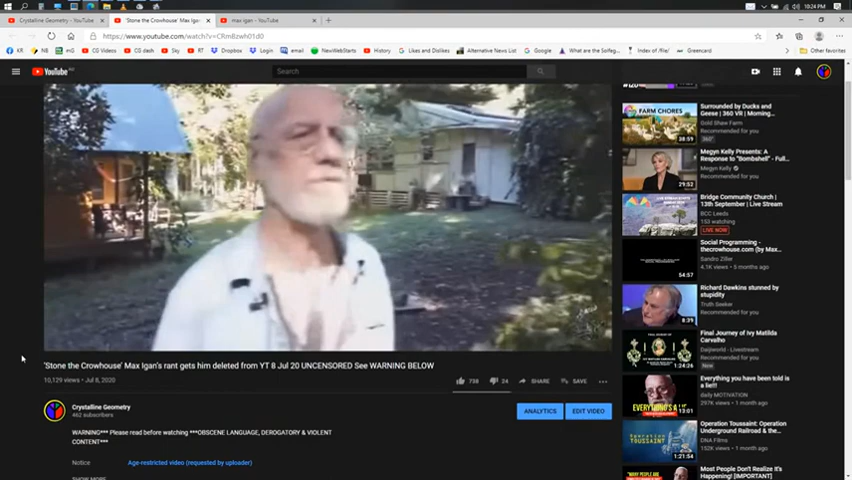 10:24 PM
Crystalline Geometry - YouTube
'Stone the Crowhouse' Max Iga
max igan - YouTube
https://www.youtube.com/watch?v=CRmBzwh01d0
KR
NB
mG
CG Videos
CG dash
Sky
Login
email
NewWebStarts
History
Likes and Dislikes
Alternative News List
What are the Solfeg...
Index of /file/
Greencard
Other favorites
YouTube
Search
FARM CHORES
38:59
Surrounded by Ducks and
Geese | 360 VR | Morning...
Gold Shaw Farm
Recommended for you
360°
29:52
Megyn Kelly Presents: A
Response to "Bombshell" - Full...
Megyn Kelly
Recommended for you
Bridge Community Church |
13th September | Live Stream
BCC Leeds
153 watching
LIVE NOW
54:57
Social Programming -
thecrowhouse.com (by Max...
Sandro Ziller
4.1K views • 5 months ago
8:39
Richard Dawkins stunned by
stupidity
Truth Seeker
Recommended for you
1:24:26
Final Journey of Ivy Matilda
Carvalho
Daijiworld - Livestream
Recommended for you
EVERYTHING'S A LIE
13:01
Everything you have been told is
a lie!!
daily MOTIVATION
297K views • 1 month ago
Operation Toussaint
1:21:54
Operation Toussaint: Operation
Underground Railroad & the...
DNA Films
152K views • 1 month ago
"MANY PEOPLE ARE
Most People Don't Realize It's
Happening! [IMPORTANT]
'Stone the Crowhouse' Max Igan's rant gets him deleted from YT 8 Jul 20 UNCENSORED See WARNING BELOW
10,129 views • Jul 8, 2020
738
24
SHARE
SAVE
Crystalline Geometry
462 subscribers
ANALYTICS
EDIT VIDEO
WARNING*** Please read before watching ***OBSCENE LANGUAGE, DEROGATORY & VIOLENT
CONTENT***
Notice
Age-restricted video (requested by uploader)
SHOW MORE